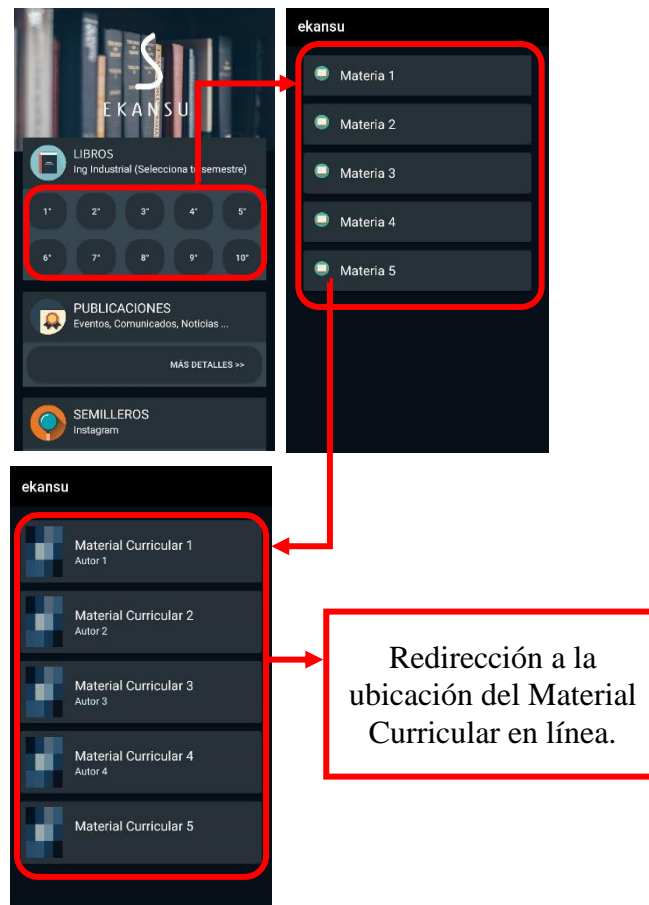 EKANSU
LIBROS
Ing Industrial (Selecciona tu semestre)
1° 2° 3° 4° 5°
6° 7° 8° 9° 10°
PUBLICACIONES
Eventos, Comunicados, Noticias ...
MÁS DETALLES >>
SEMILLEROS
Instagram
ekansu
Materia 1
Materia 2
Materia 3
Materia 4
Materia 5
ekansu
Material Curricular 1
Autor 1
Material Curricular 2
Autor 2
Material Curricular 3
Autor 3
Material Curricular 4
Autor 4
Material Curricular 5
Redirección a la
ubicación del Material
Curricular en línea.